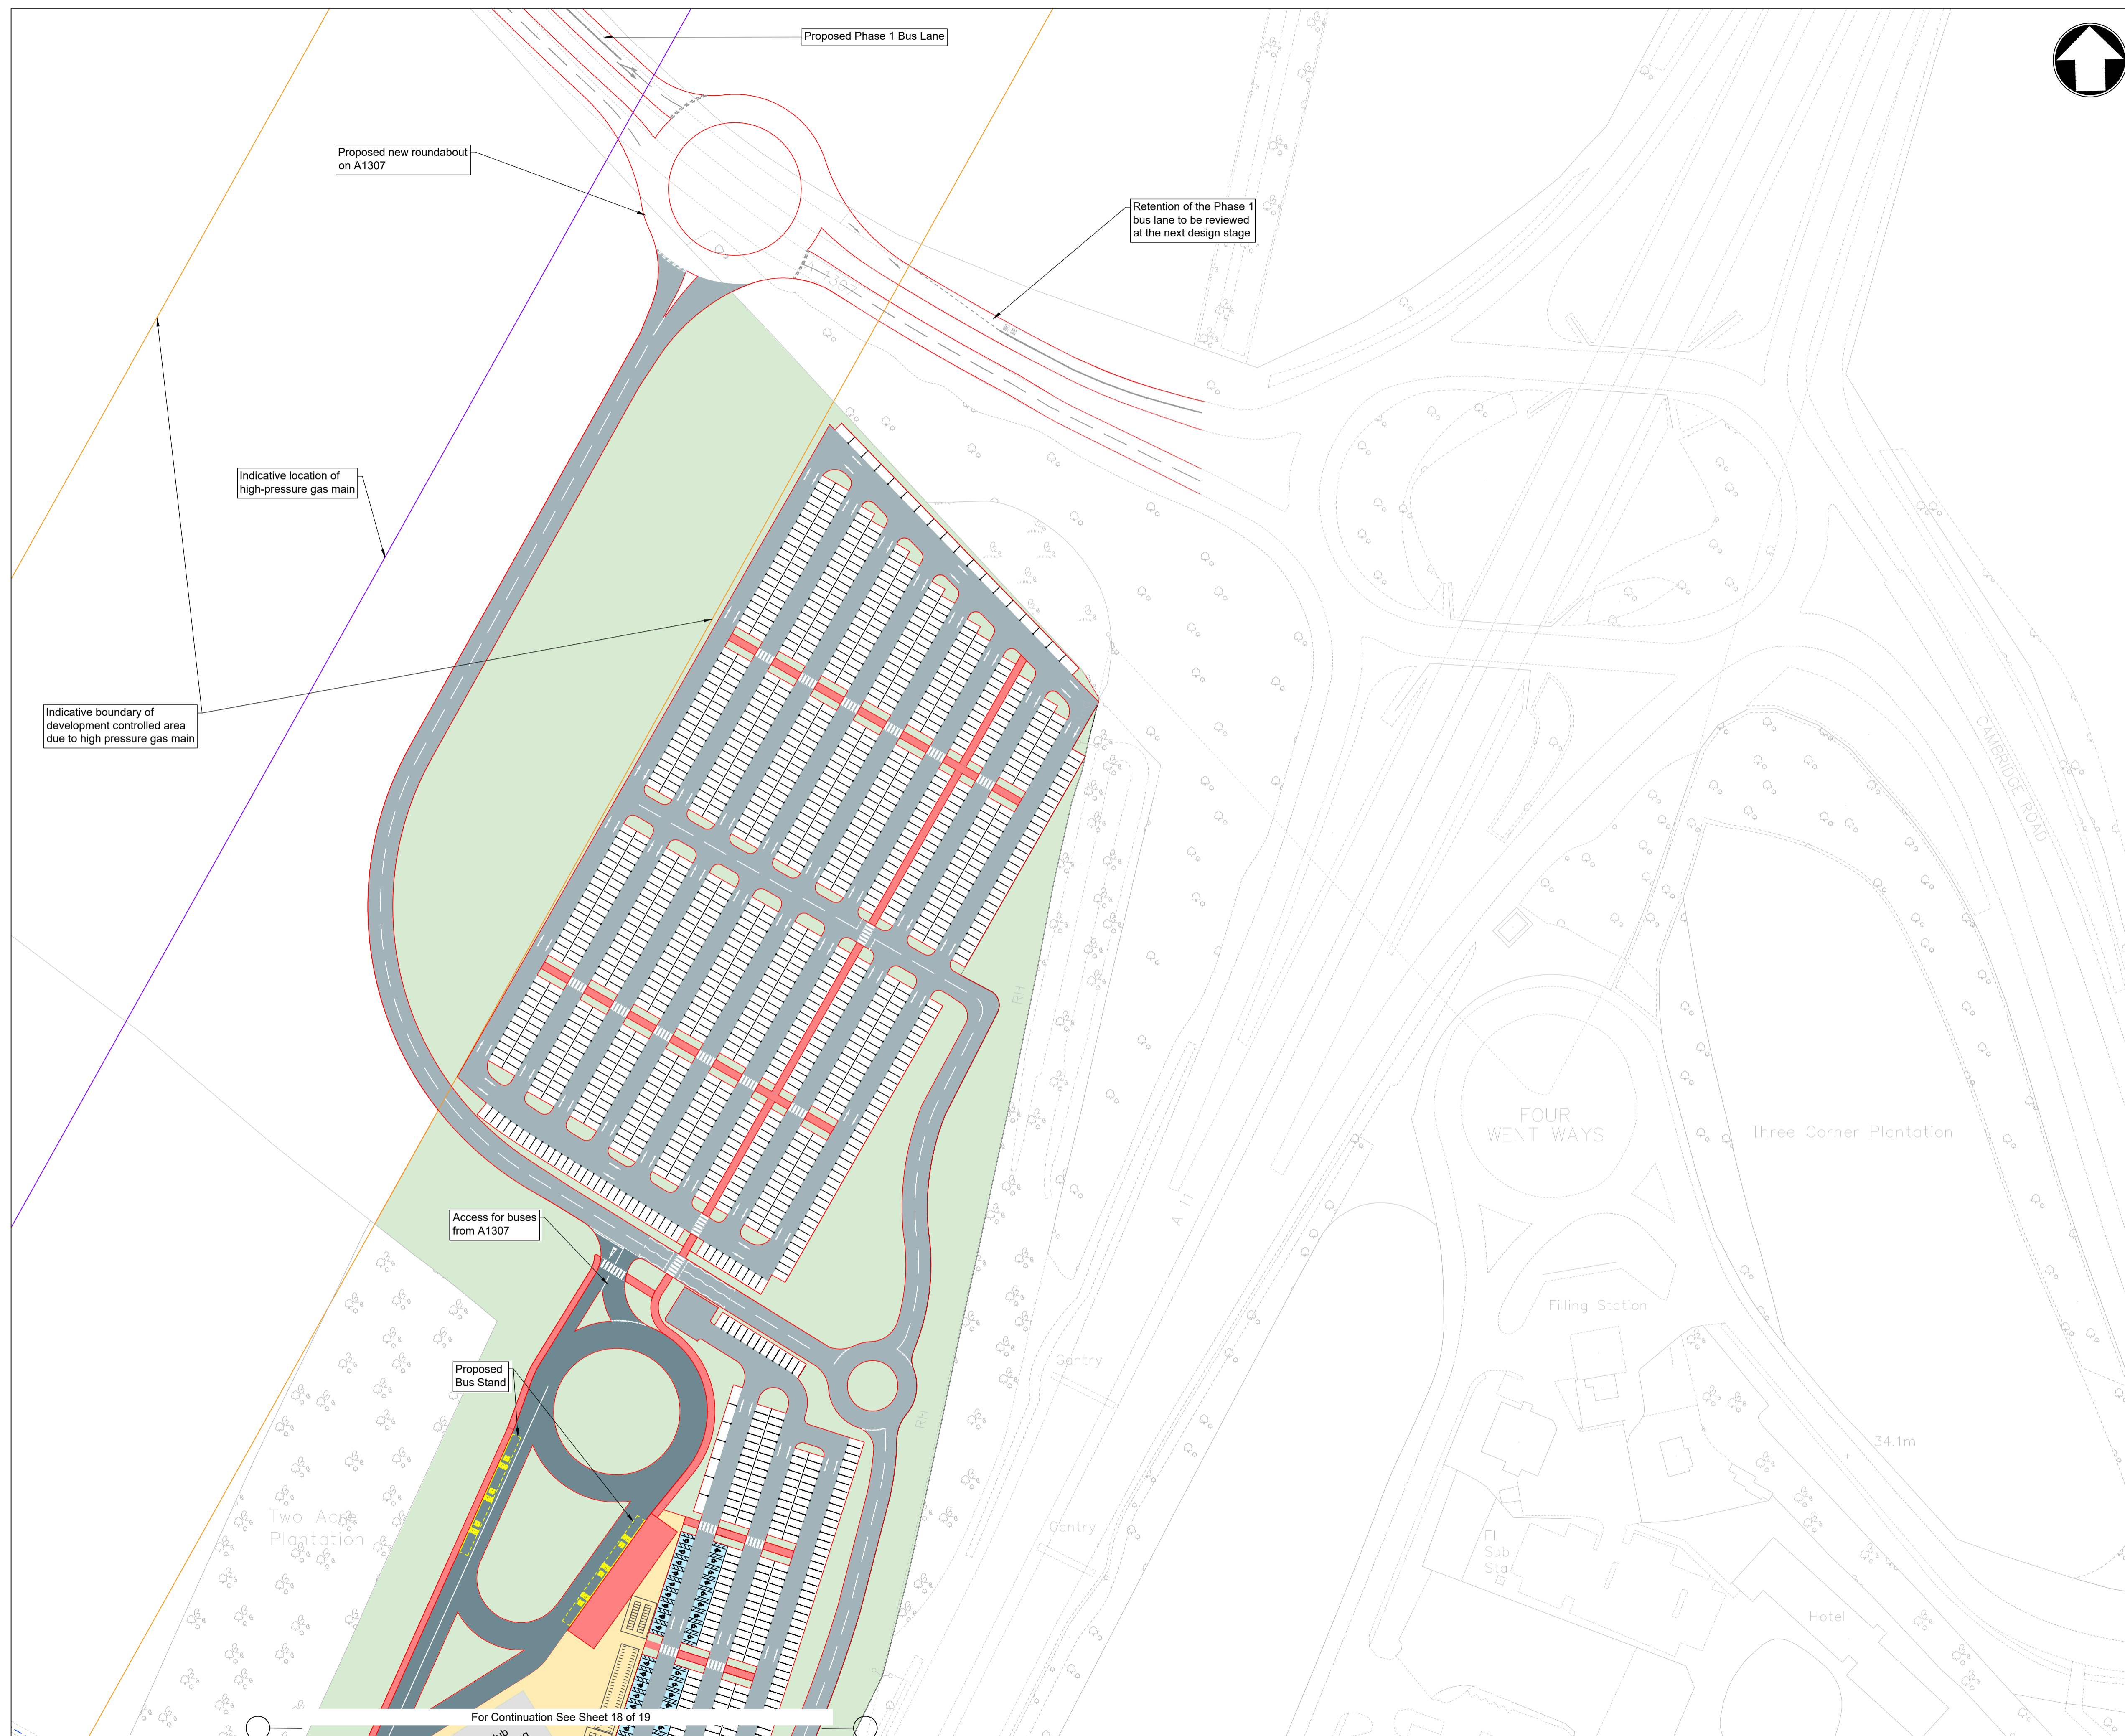 Proposed Phase 1 Bus Lane
Proposed new roundabout
on A1307
Retention of the Phase 1
bus lane to be reviewed
at the next design stage
Indicative location of
high-pressure gas main
Indicative boundary of
development controlled area
due to high pressure gas main
CAMBRIDGE ROAD
RH
FOUR
WENT WAYS
Three Corner Plantation
A 11
Access for buses
from A1307
Filling Station
Gantry
Proposed
Bus Stand
RH
34.1m
Two Acre
Plantation
Gantry
El
Sub
Sta
Hotel
For Continuation See Sheet 18 of 19